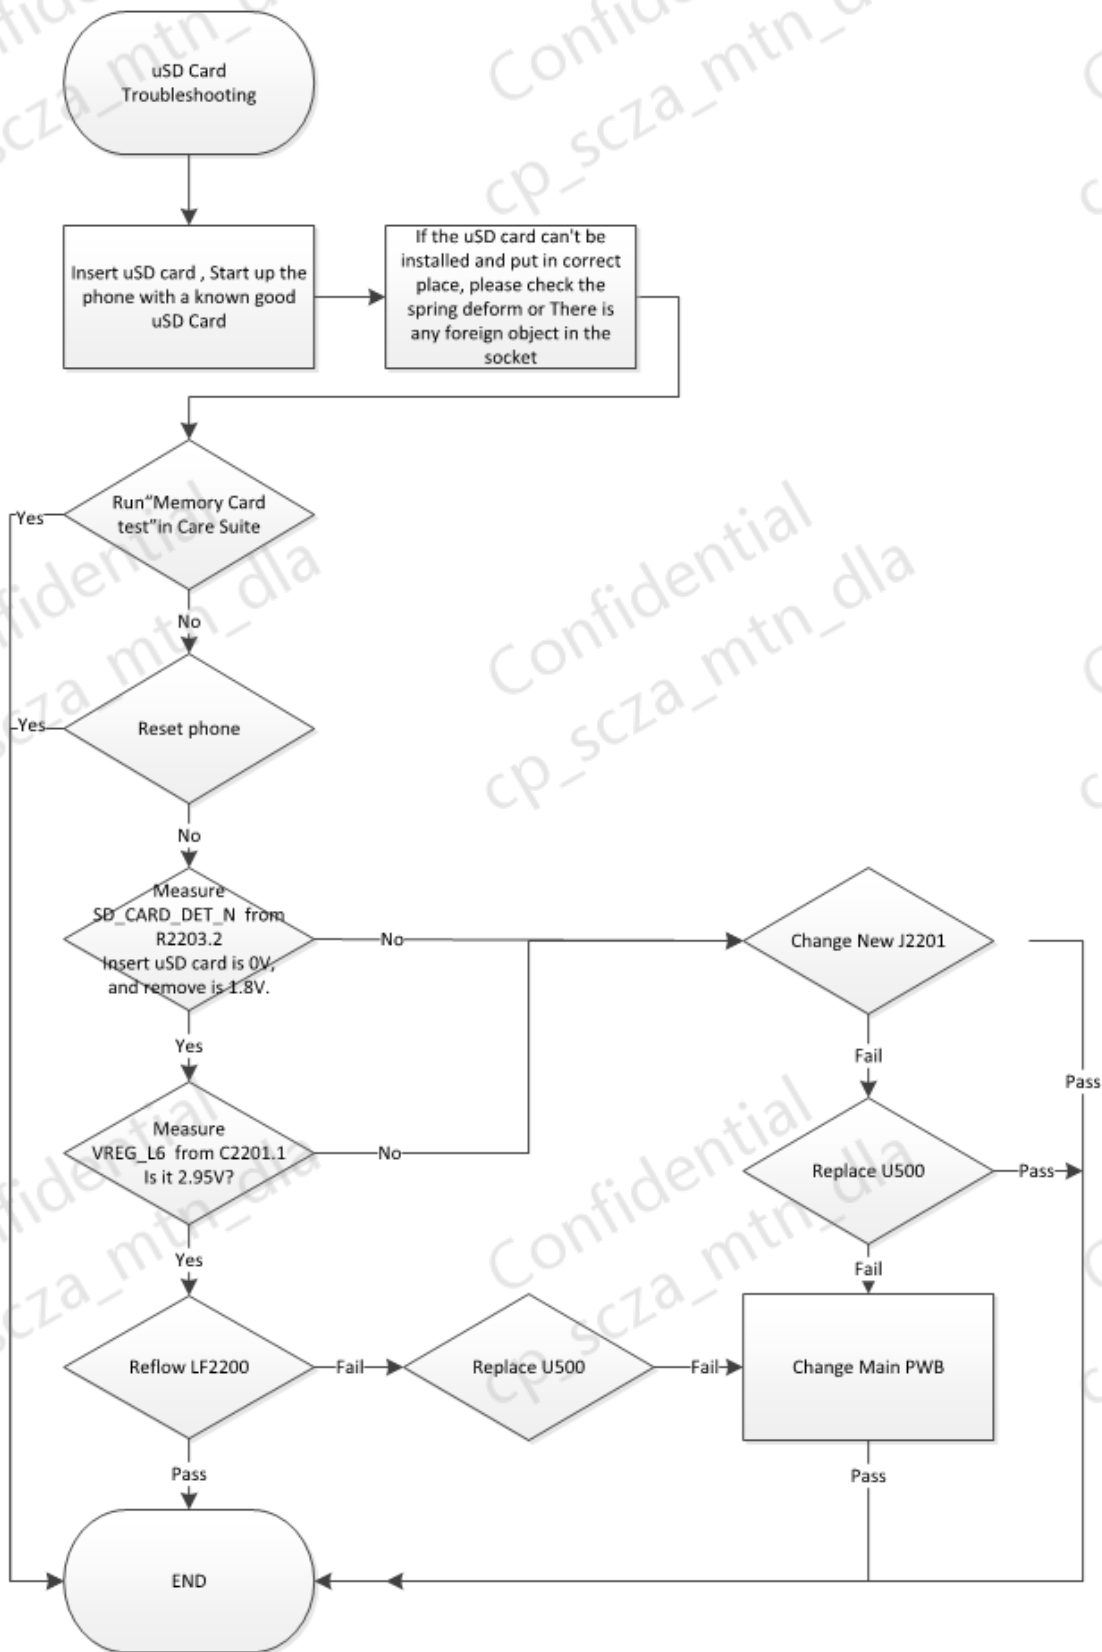 uSD Card
Troubleshooting
Insert uSD card , Start up the
phone with a known good
uSD Card
If the uSD card can't be
installed and put in correct
place, please check the
spring deform or There is
any foreign object in the
socket
Run“Memory Card
test”in Care Suite
Yes
No
Reset phone
Yes
No
Measure
SD_CARD_DET_N from
R2203.2
Insert uSD card is 0V,
and remove is 1.8V.
No
Change New J2201
Yes
Fail
Pass
Measure
VREG_L6 from C2201.1
Is it 2.95V?
No
Replace U500
Pass
Yes
Fail
Reflow LF2200
Fail
Replace U500
Fail
Change Main PWB
Pass
Pass
END
Confidential
cp_scza_mtn_dla
Confidential
cp_scza_mtn_dla
Confidential
cp_scza_mtn_dla